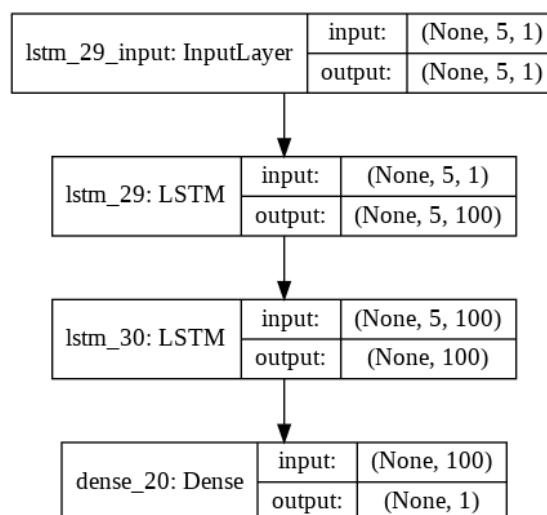 lstm_29_input: InputLayer
input: (None, 5, 1)
output: (None, 5, 1)
lstm_29: LSTM
input: (None, 5, 1)
output: (None, 5, 100)
lstm_30: LSTM
input: (None, 5, 100)
output: (None, 100)
dense_20: Dense
input: (None, 100)
output: (None, 1)